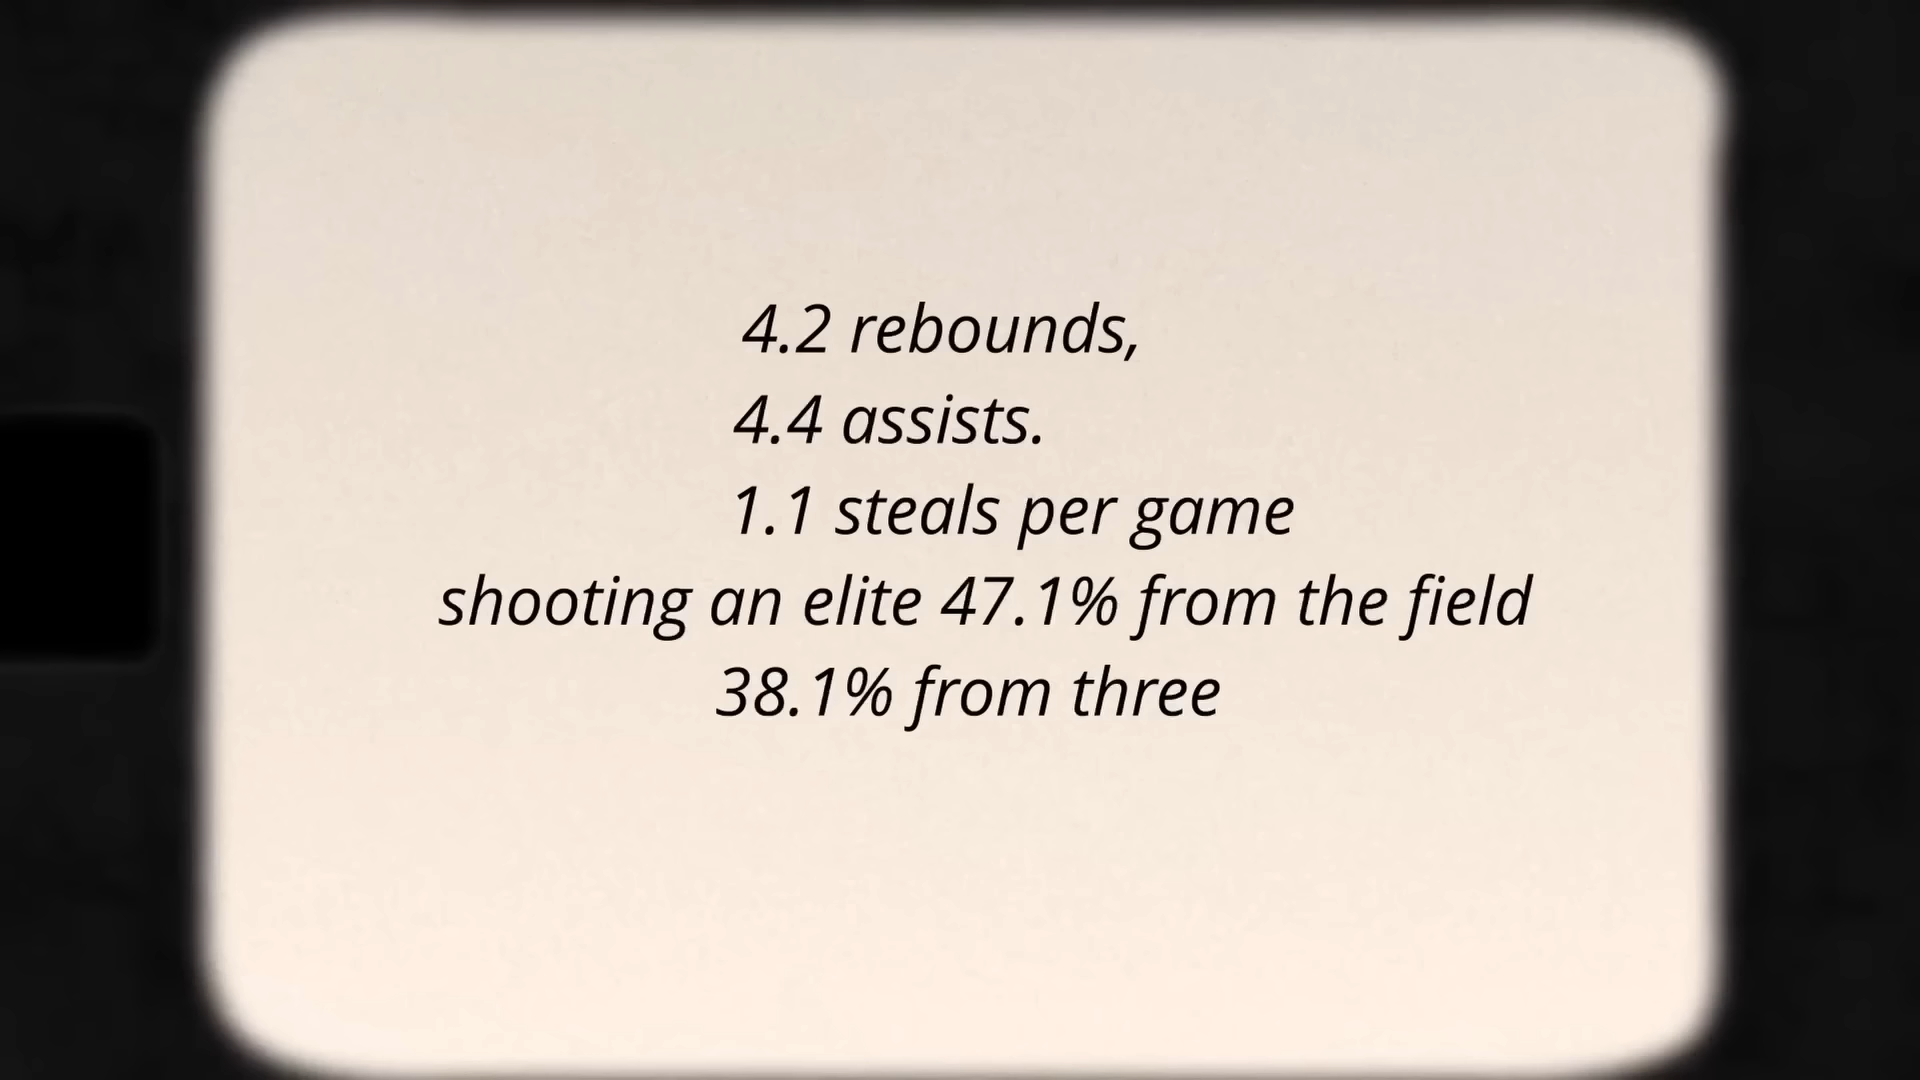 4.2 rebounds,
4.4 assists.
1.1 steals per game
shooting an elite 47.1% from the field
38.1% from three